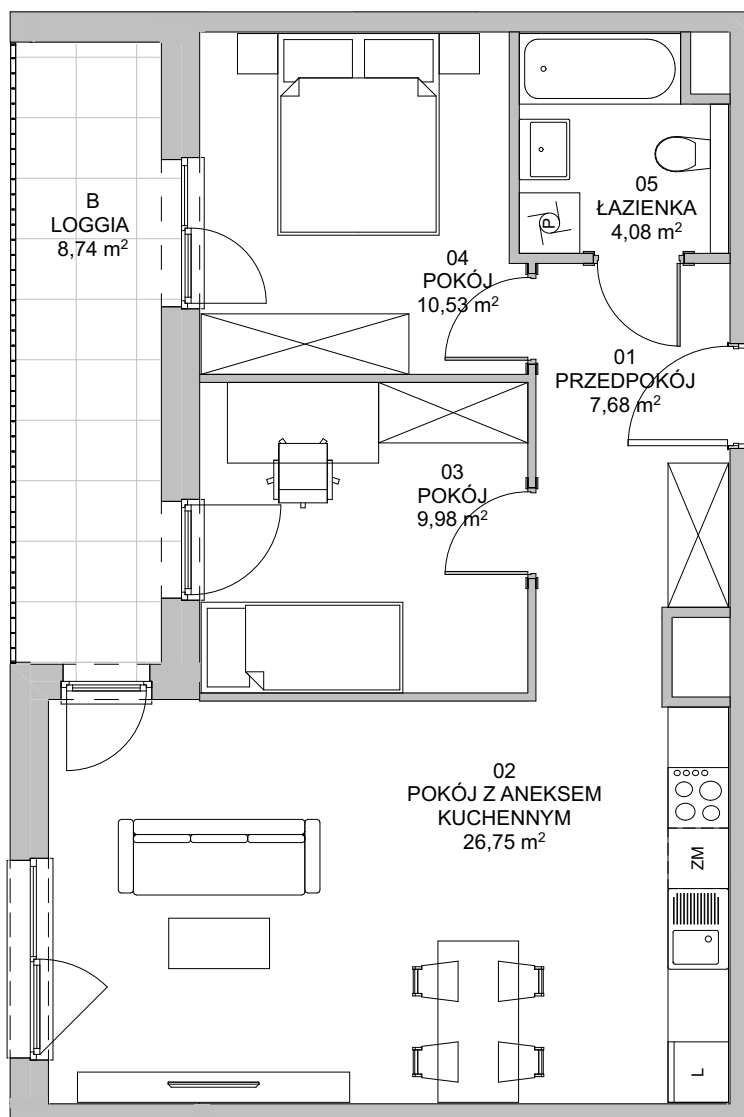 B
LOGGIA
8,74 m²
05
ŁAZIENKA
4,08 m²
P
04
POKÓJ
10,53 m²
01
PRZEDPOKÓJ
7,68 m²
03
POKÓJ
9,98 m²
02
POKÓJ Z ANEKSEM
KUCHENNYM
26,75 m²
ZM
L